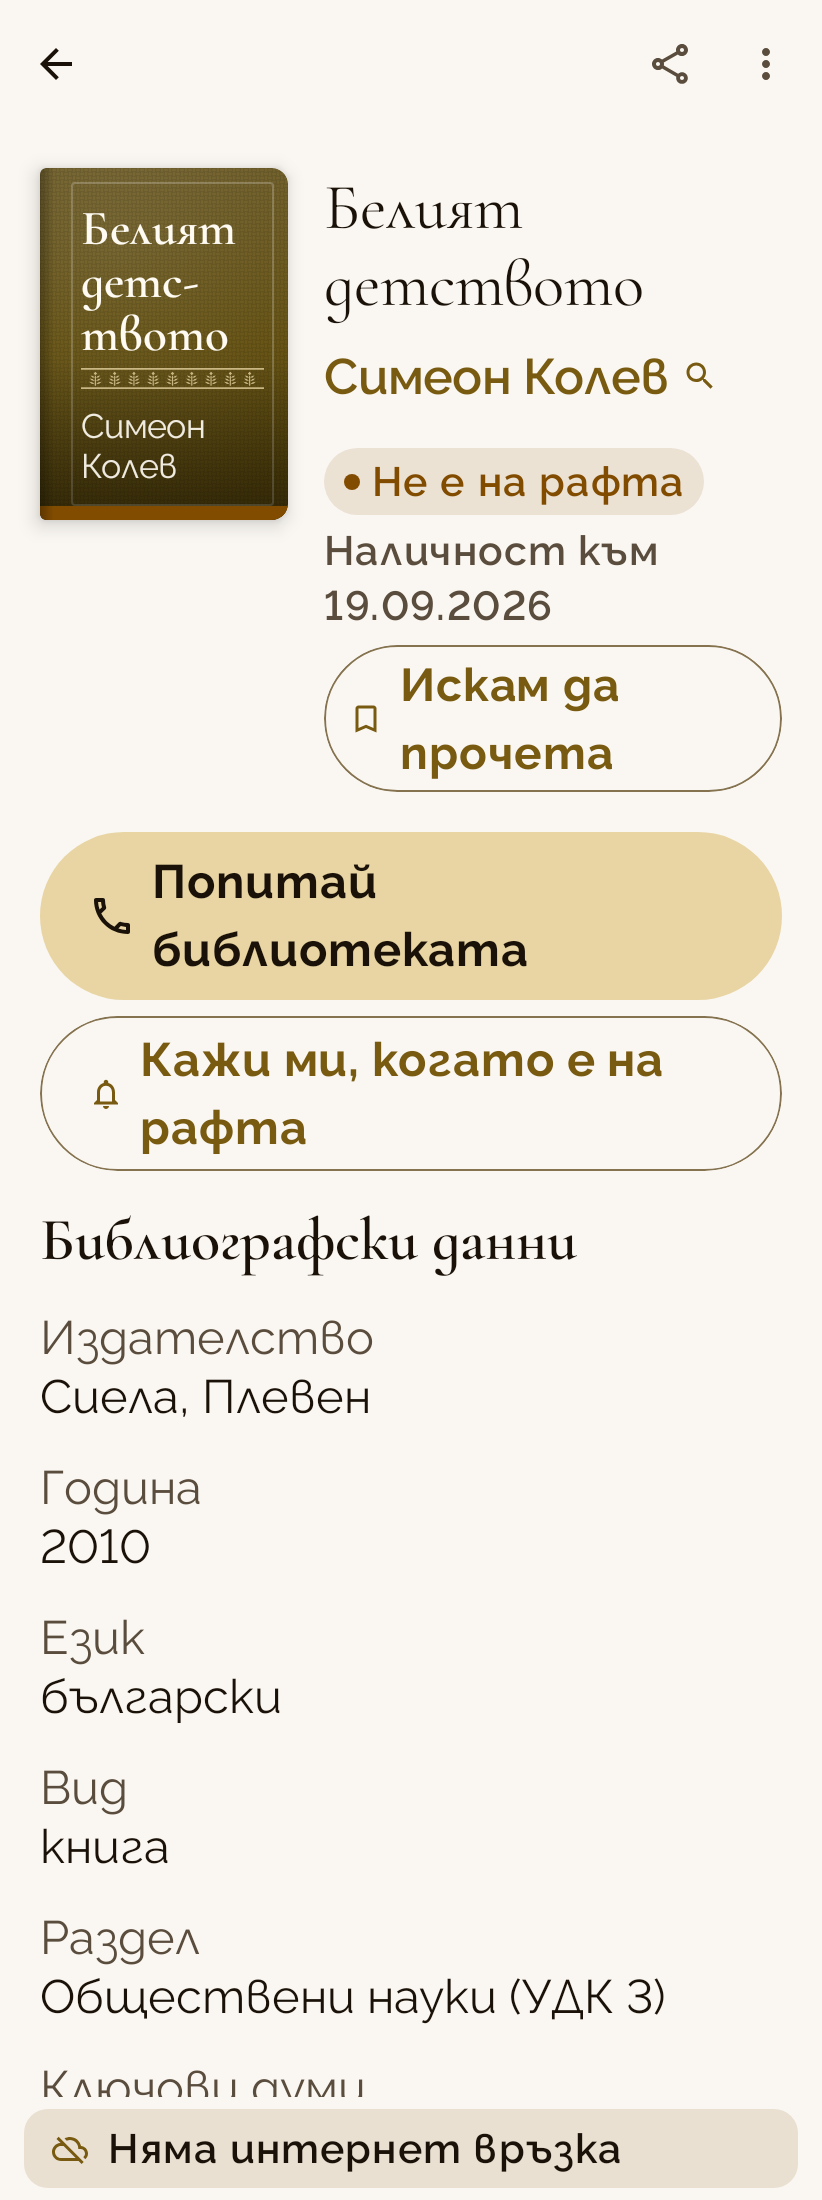 Белият
детс-
твото
Симеон
Колев
Белият
детството
Симеон Колев
Не е на рафта
Наличност към
19.09.2026
Искам да
прочета
Попитай
библиотеката
Кажи ми, когато е на
рафта
Библиографски данни
Издателство
Сиела, Плевен
Година
2010
Език
български
Вид
книга
Раздел
Обществени науки (УДК 3)
Ключови думи
Няма интернет връзка